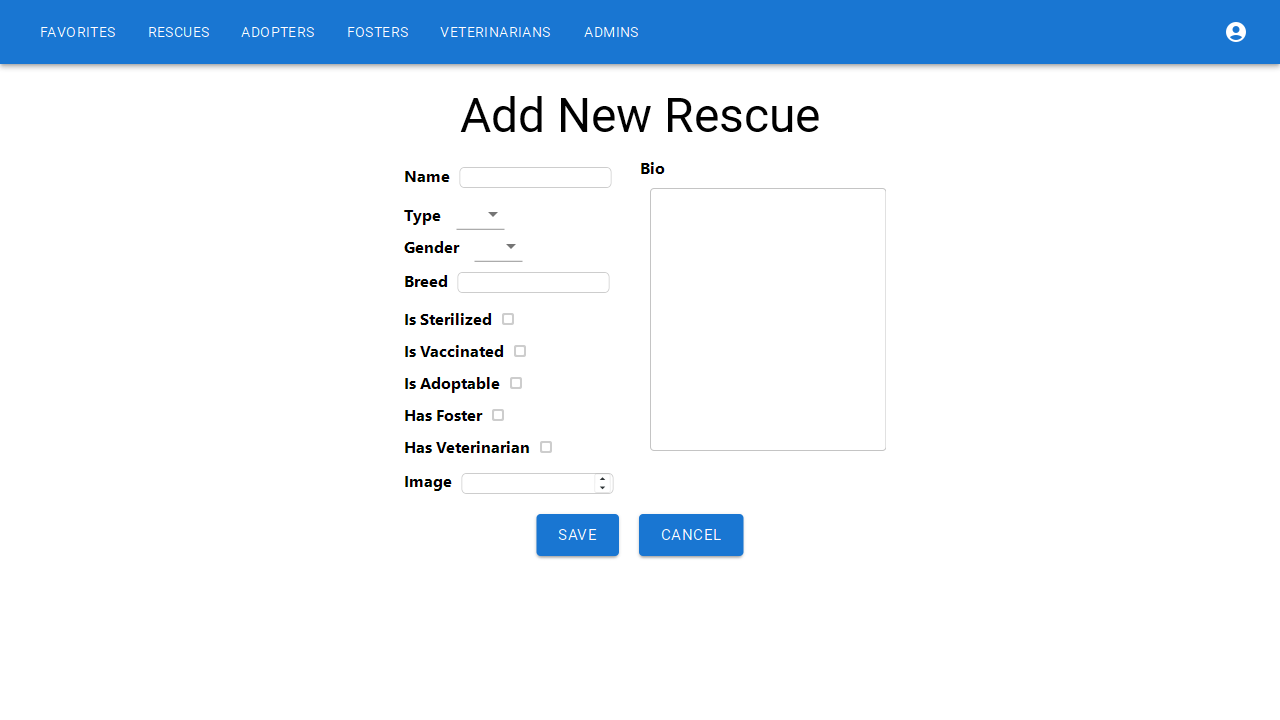 FAVORITES RESCUES ADOPTERS FOSTERS VETERINARIANS ADMINS
Add New Rescue
Name
Type
Gender
Breed
Is Sterilized
Is Vaccinated
Is Adoptable
Has Foster
Has Veterinarian
Image
Bio
SAVE CANCEL